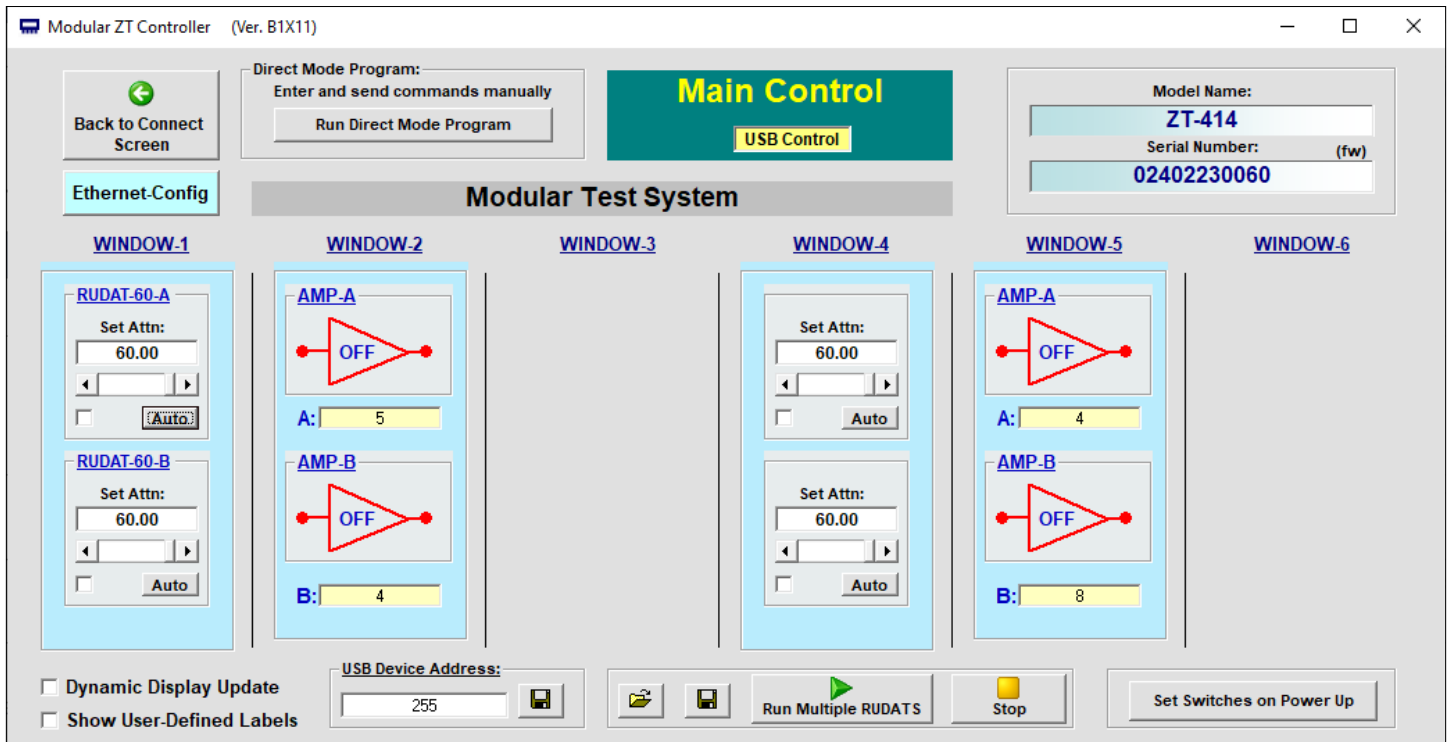 Modular ZT Controller (Ver. B1X11)
Back to Connect
Screen
Direct Mode Program:
Enter and send commands manually
Run Direct Mode Program
Main Control
USB Control
Model Name:
ZT-414
Serial Number: (fw)
02402230060
Ethernet-Config
Modular Test System
WINDOW-1
WINDOW-2
WINDOW-3
WINDOW-4
WINDOW-5
WINDOW-6
RUDAT-60-A
Set Attn:
60.00
Auto
RUDAT-60-B
Set Attn:
60.00
Auto
AMP-A
OFF
A: 5
AMP-B
OFF
B: 4
Set Attn:
60.00
Auto
Set Attn:
60.00
Auto
AMP-A
OFF
A: 4
AMP-B
OFF
B: 8
Dynamic Display Update
Show User-Defined Labels
USB Device Address:
255
Run Multiple RUDATS
Stop
Set Switches on Power Up